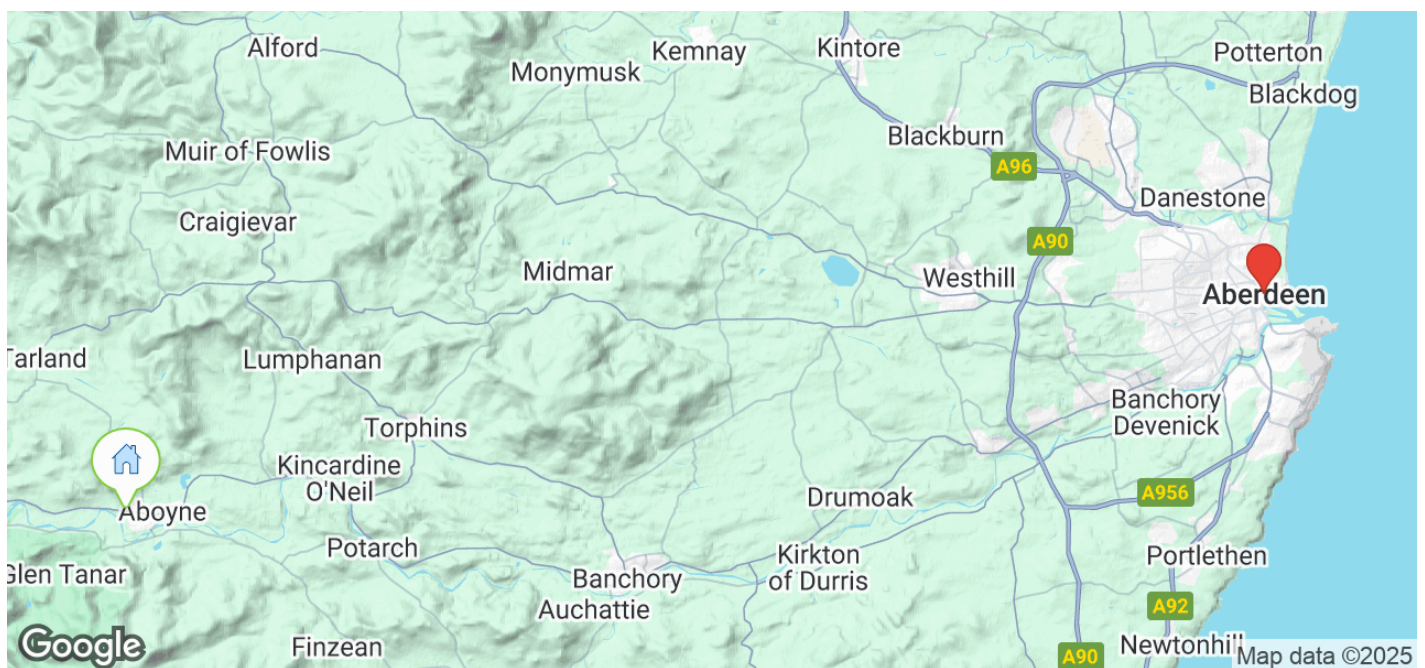 Alford
Kemnay
Kintore
Potterton
Monymusk
Blackdog
Blackburn
Muir of Fowlis
A96
Danestone
Craigievar
A90
Midmar
Westhill
Aberdeen
Tarland
Lumphanan
Banchory
Devenick
Torphins
Kincardine
O'Neil
A956
Drumoak
Aboyne
Potarch
Kirkton
of Durris
Portlethen
Glen Tanar
Banchory
Auchattie
A92
Finzean
Newtonhill
A90
Google
Map data ©2025